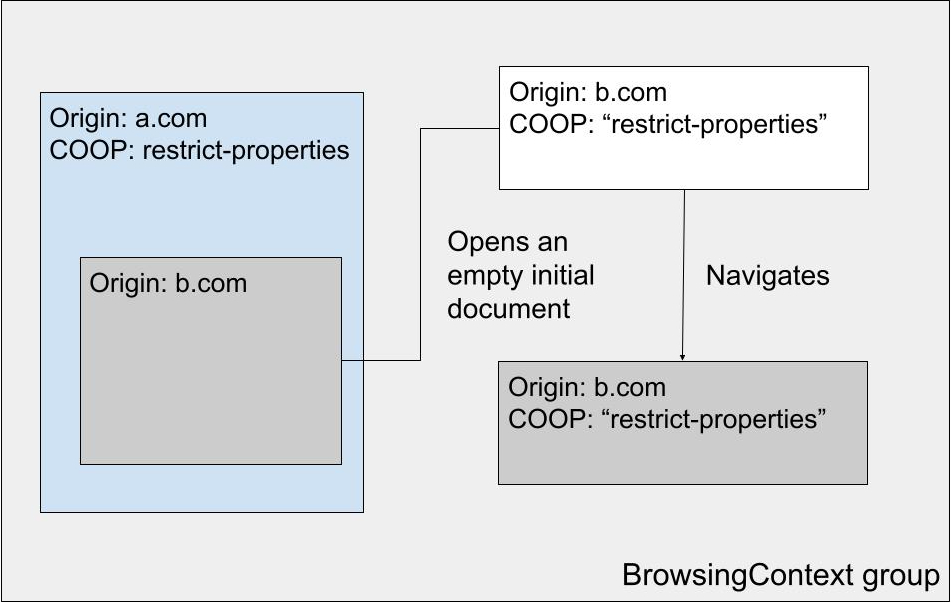 Origin: a.com
COOP: restrict-properties
Origin: b.com
Origin: b.com
COOP: “restrict-properties”
Opens an
empty initial
document
Navigates
Origin: b.com
COOP: “restrict-properties”
BrowsingContext group